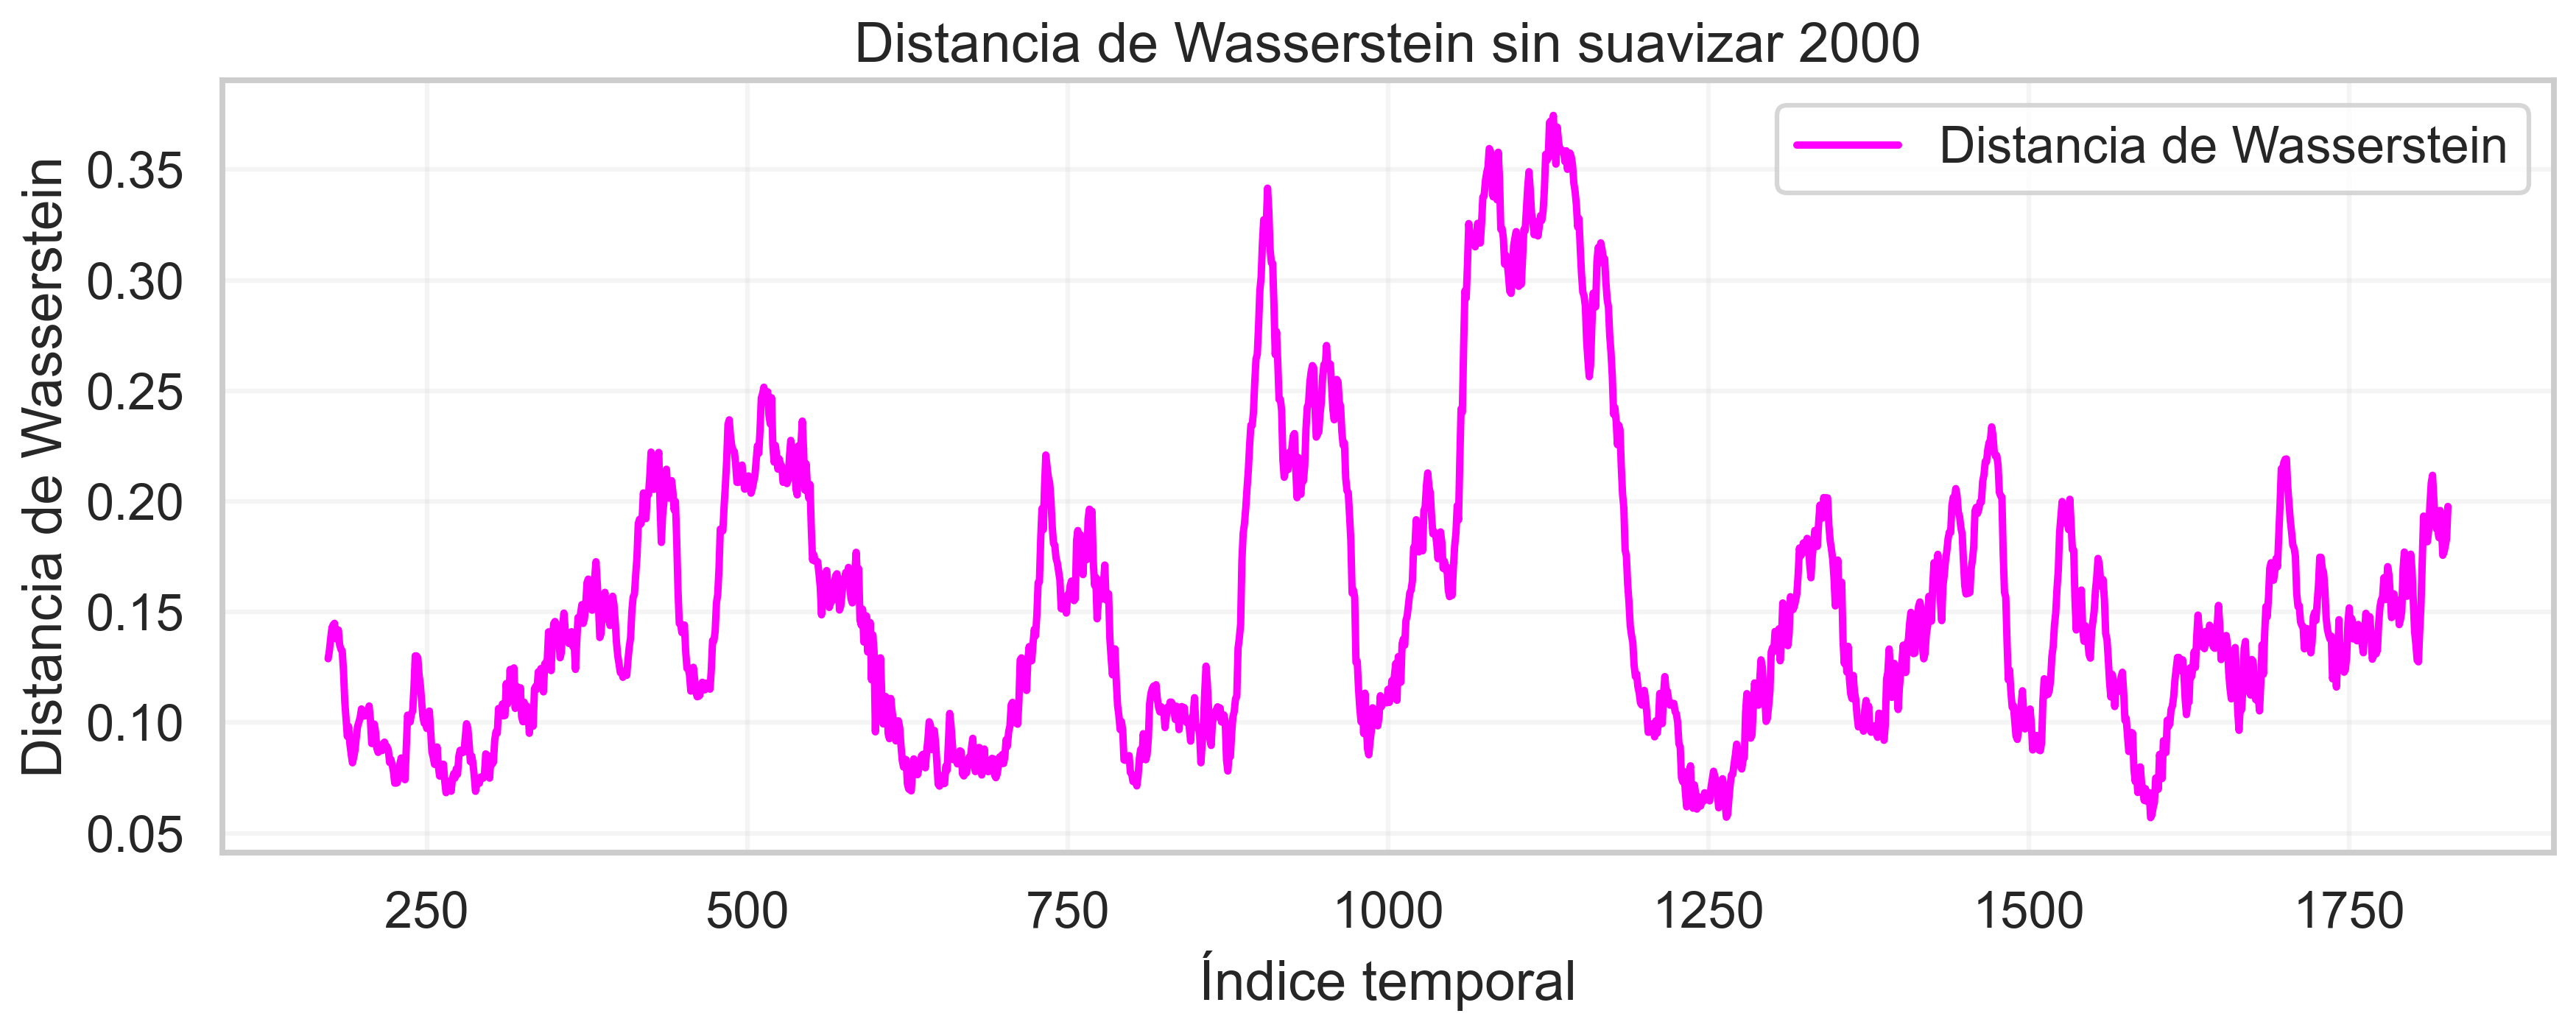 Distancia de Wasserstein sin suavizar 2000
Distancia de Wasserstein
Distancia de Wasserstein
0.35
0.30
0.25
0.20
0.15
0.10
0.05
250 500 750 1000 1250 1500 1750
Índice temporal